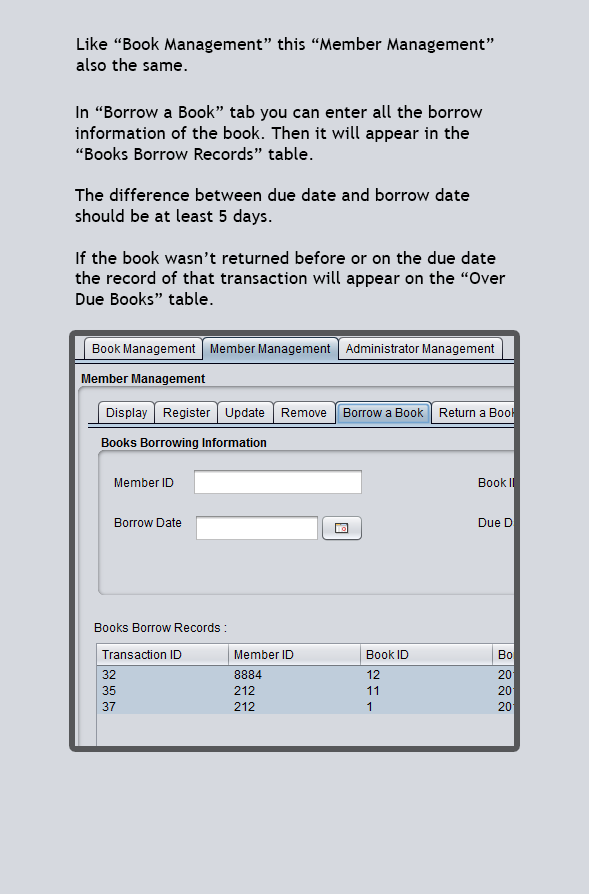 Like “Book Management” this “Member Management”
also the same.
In “Borrow a Book” tab you can enter all the borrow
information of the book. Then it will appear in the
“Books Borrow Records” table.
The difference between due date and borrow date
should be at least 5 days.
If the book wasn’t returned before or on the due date
the record of that transaction will appear on the “Over
Due Books” table.
Book Management Member Management Administrator Management
Member Management
Display Register Update Remove Borrow a Book Return a Book
Books Borrowing Information
Member ID Book I
Borrow Date Due D
Books Borrow Records :
Transaction ID Member ID Book ID Bo
32 8884 12 20
35 212 11 20
37 212 1 20